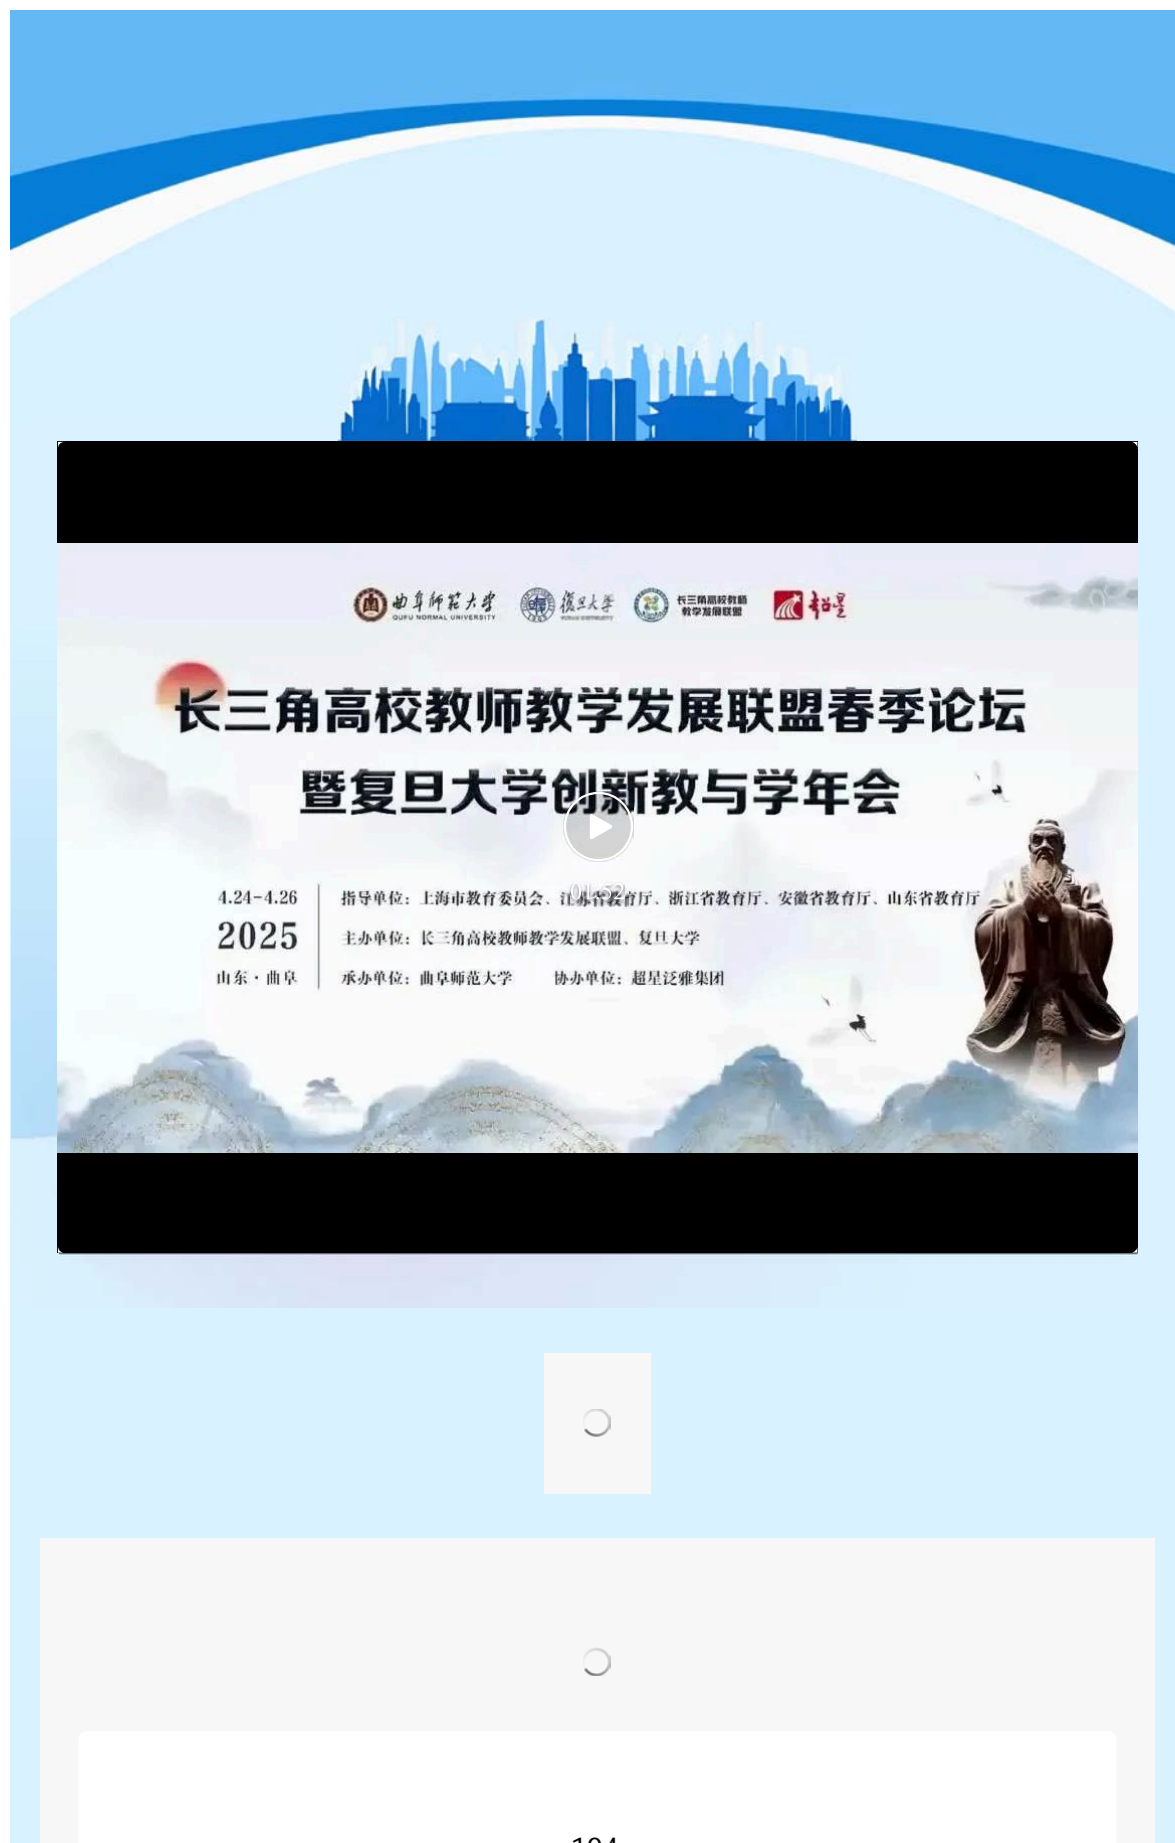 曲阜师范大学
QUFU NORMAL UNIVERSITY
復旦大学
长三角高校教师
教学发展联盟
超星
长三角高校教师教学发展联盟春季论坛
暨复旦大学创新教与学年会
01:52
4.24-4.26
2025
山东·曲阜
指导单位：上海市教育委员会、江苏省教育厅、浙江省教育厅、安徽省教育厅、山东省教育厅
主办单位：长三角高校教师教学发展联盟、复旦大学
承办单位：曲阜师范大学 协办单位：超星泛雅集团